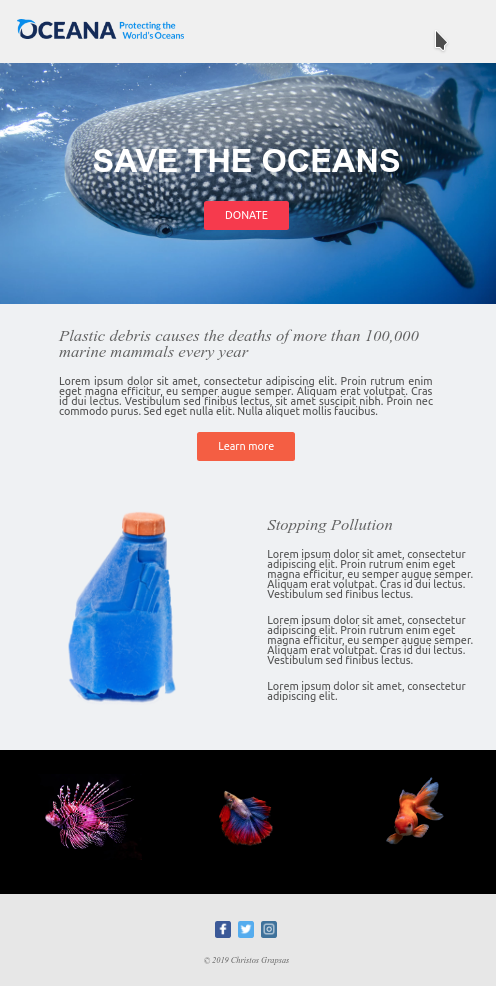 OCEANA Protecting the
World's Oceans
SAVE THE OCEANS
DONATE
Plastic debris causes the deaths of more than 100,000
marine mammals every year
Lorem ipsum dolor sit amet, consectetur adipiscing elit. Proin rutrum enim
eget magna efficitur, eu semper augue semper. Aliquam erat volutpat. Cras
id dui lectus. Vestibulum sed finibus lectus, sit amet suscipit nibh. Proin nec
commodo purus. Sed eget nulla elit. Nulla aliquet mollis faucibus.
Learn more
Stopping Pollution
Lorem ipsum dolor sit amet, consectetur
adipiscing elit. Proin rutrum enim eget
magna efficitur, eu semper augue semper.
Aliquam erat volutpat. Cras id dui lectus.
Vestibulum sed finibus lectus.
Lorem ipsum dolor sit amet, consectetur
adipiscing elit. Proin rutrum enim eget
magna efficitur, eu semper augue semper.
Aliquam erat volutpat. Cras id dui lectus.
Vestibulum sed finibus lectus.
Lorem ipsum dolor sit amet, consectetur
adipiscing elit.
© 2019 Christos Grapsas